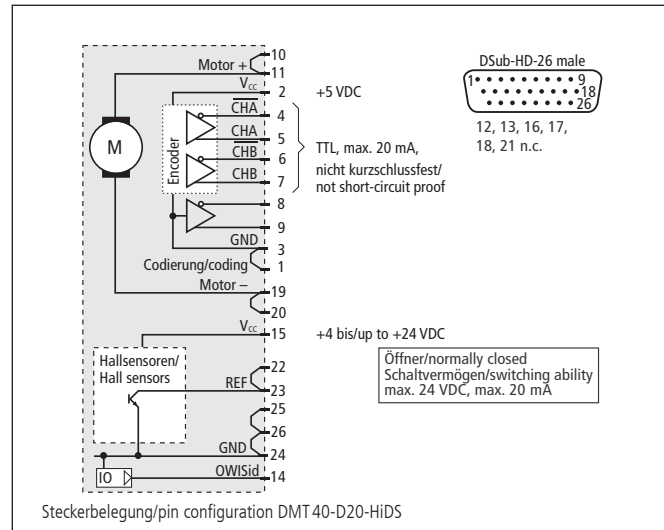 10
Motor +
11
DSub-HD-26 male
VCC
2
+5 VDC
1
9
18
26
CHA
4
CHA
5
12, 13, 16, 17,
18, 21 n.c.
M
Encoder
CHB
6
TTL, max. 20 mA,
nicht kurzschlussfest/
not short-circuit proof
CHB
7
8
9
GND
3
Codierung/coding
1
Motor –
19
20
VCC
15
+4 bis/up to +24 VDC
Hallsensoren/
Hall sensors
22
Öffner/normally closed
Schaltvermögen/switching ability
max. 24 VDC, max. 20 mA
REF
23
25
26
GND
24
IO
OWISid
14
Steckerbelegung/pin configuration DMT 40-D20-HiDS